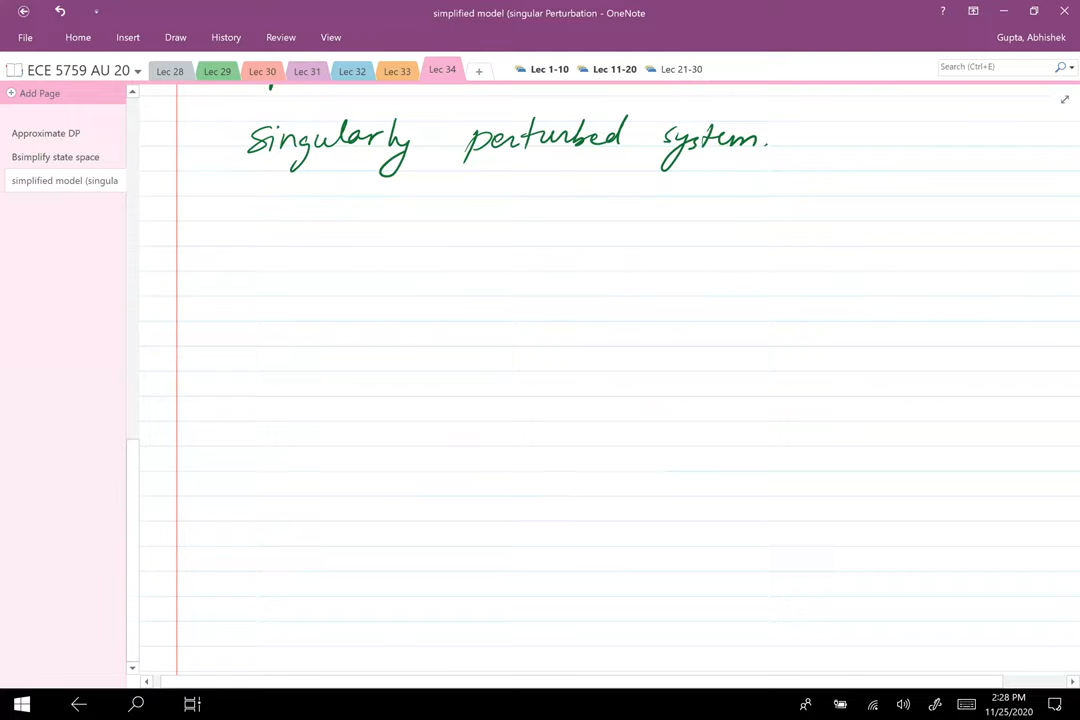 simplified model (singular Perturbation - OneNote
File Home Insert Draw History Review View
Gupta, Abhishek
ECE 5759 AU 20
Lec 28 Lec 29 Lec 30 Lec 31 Lec 32 Lec 33 Lec 34 + Lec 1-10 Lec 11-20 Lec 21-30
Search (Ctrl+E)
Add Page
Approximate DP
Bsimplify state space
simplified model (singula
singularly perturbed system.
2:28 PM
11/25/2020